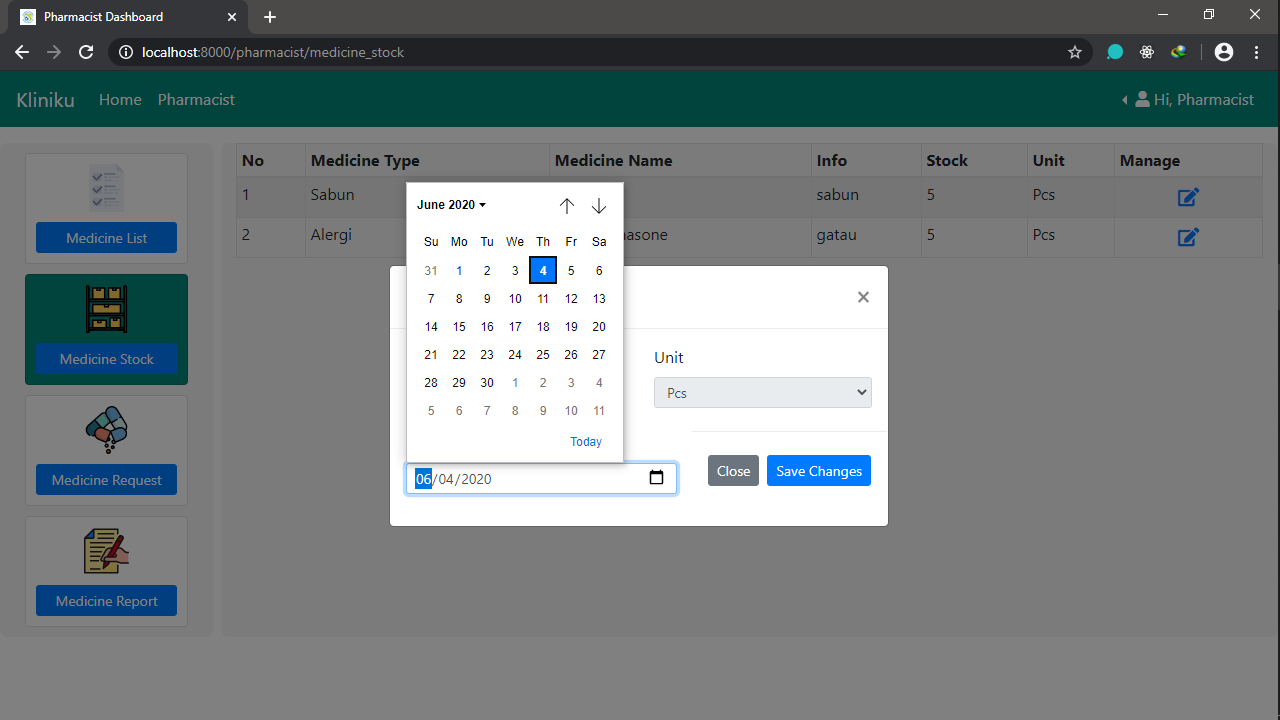 Pharmacist Dashboard
localhost:8000/pharmacist/medicine_stock
Kliniku Home Pharmacist Hi, Pharmacist
Medicine List
Medicine Stock
Medicine Request
Medicine Report
No Medicine Type Medicine Name Info Stock Unit Manage
1 Sabun sabun 5 Pcs
2 Alergi gatau 5 Pcs
June 2020
Su Mo Tu We Th Fr Sa
31 1 2 3 4 5 6
7 8 9 10 11 12 13
14 15 16 17 18 19 20
21 22 23 24 25 26 27
28 29 30 1 2 3 4
5 6 7 8 9 10 11
Today
06/04/2020
×
Unit
Pcs
Close Save Changes